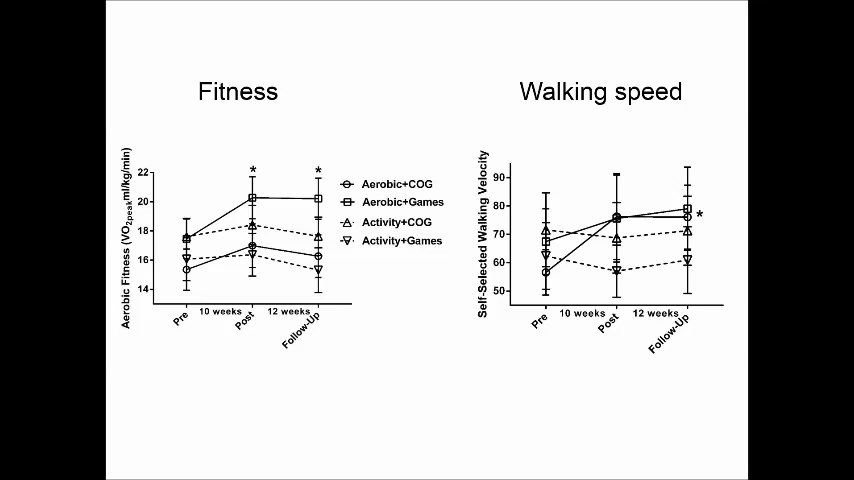 Fitness
Aerobic Fitness (VO2peakml/kg/min)
22
20
18
16
14
*
*
Pre
10 weeks
Post
12 weeks
Follow-Up
Aerobic+COG
Aerobic+Games
Activity+COG
Activity+Games
Walking speed
Self-Selected Walking Velocity
90
80
70
60
50
*
Pre
10 weeks
Post
12 weeks
Follow-Up